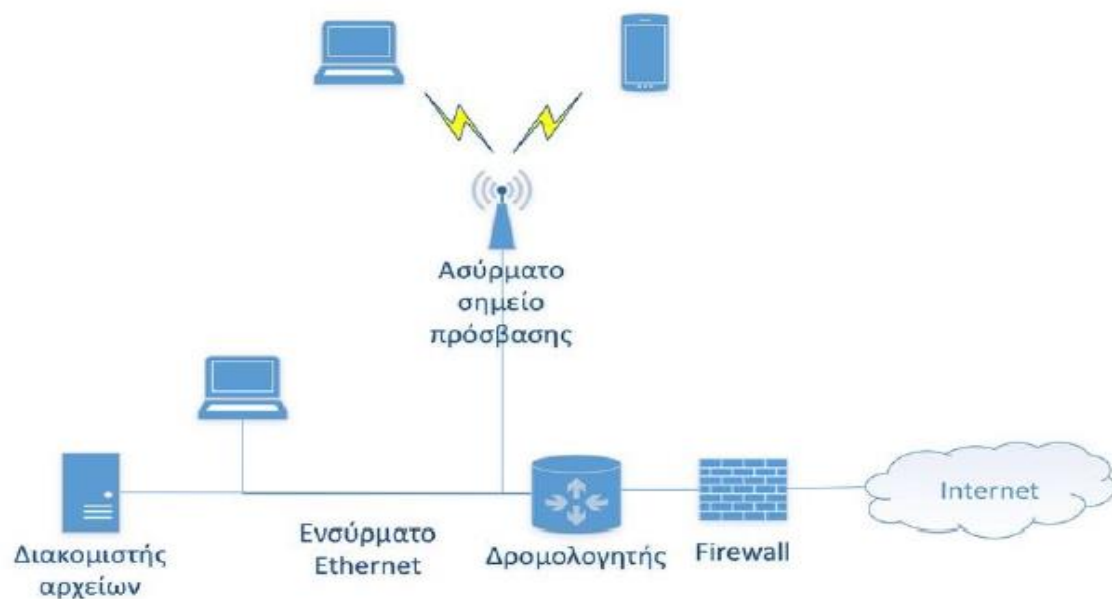 Ασύρματο
σημείο
πρόσβασης
Internet
Ενσύρματο
Ethernet
Δρομολογητής
Firewall
Διακομιστής
αρχείων